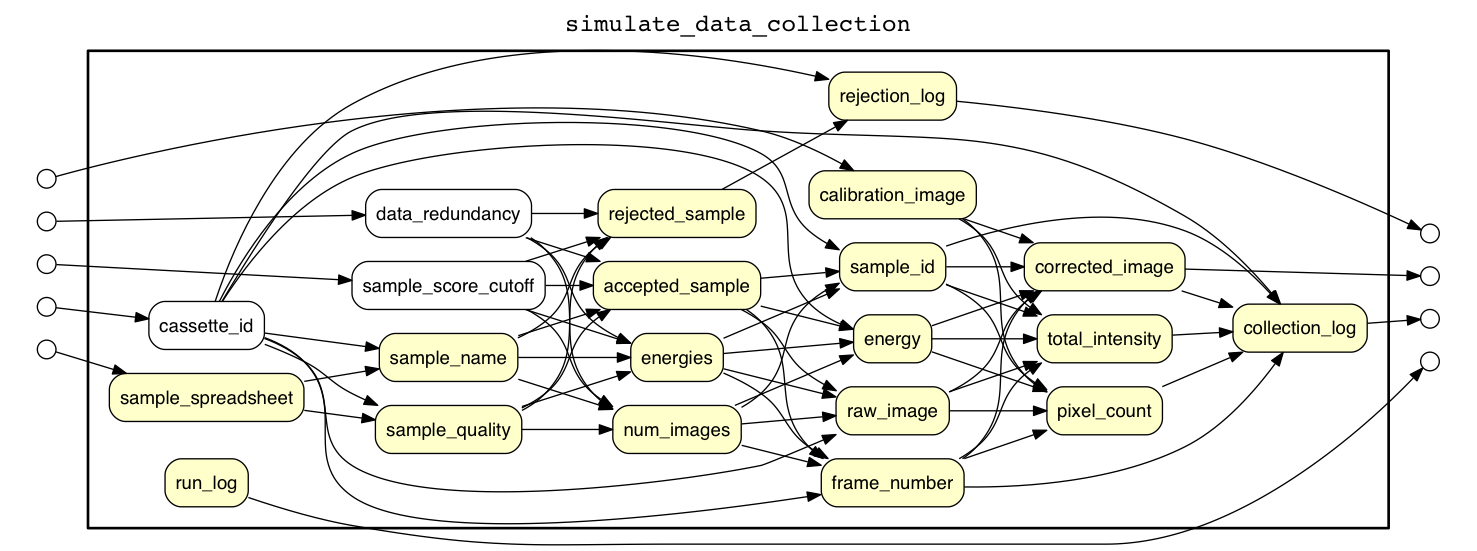 simulate_data_collection
rejection_log
calibration_image
data_redundancy
rejected_sample
sample_id
corrected_image
sample_score_cutoff
accepted_sample
cassette_id
collection_log
energy
total_intensity
sample_name
energies
sample_spreadsheet
raw_image
pixel_count
sample_quality
num_images
run_log
frame_number